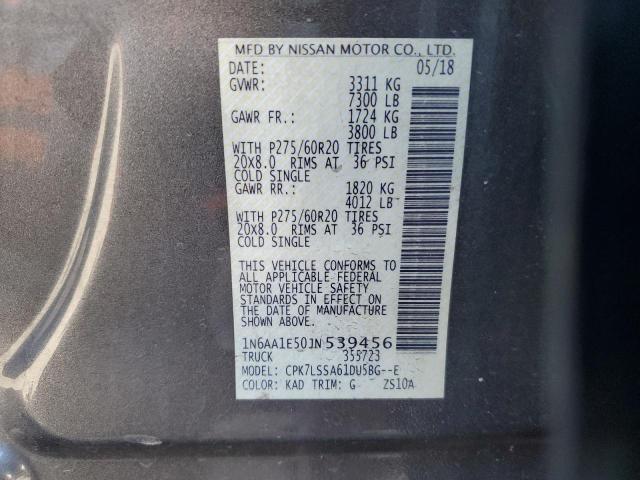 MFD BY NISSAN MOTOR CO., LTD.
DATE: 05/18
GVWR: 3311 KG
7300 LB
GAWR FR.: 1724 KG
3800 LB
WITH P275/60R20 TIRES
20X8.0 RIMS AT 36 PSI
COLD SINGLE
GAWR RR.: 1820 KG
4012 LB
WITH P275/60R20 TIRES
20X8.0 RIMS AT 36 PSI
COLD SINGLE
THIS VEHICLE CONFORMS TO
ALL APPLICABLE FEDERAL
MOTOR VEHICLE SAFETY
STANDARDS IN EFFECT ON
THE DATE OF MANUFACTURE
SHOWN ABOVE.
1N6AA1E50JN539456
TRUCK 355723
MODEL: CPK7LSSA61DU5BG--E
COLOR: KAD TRIM: G ZS10A